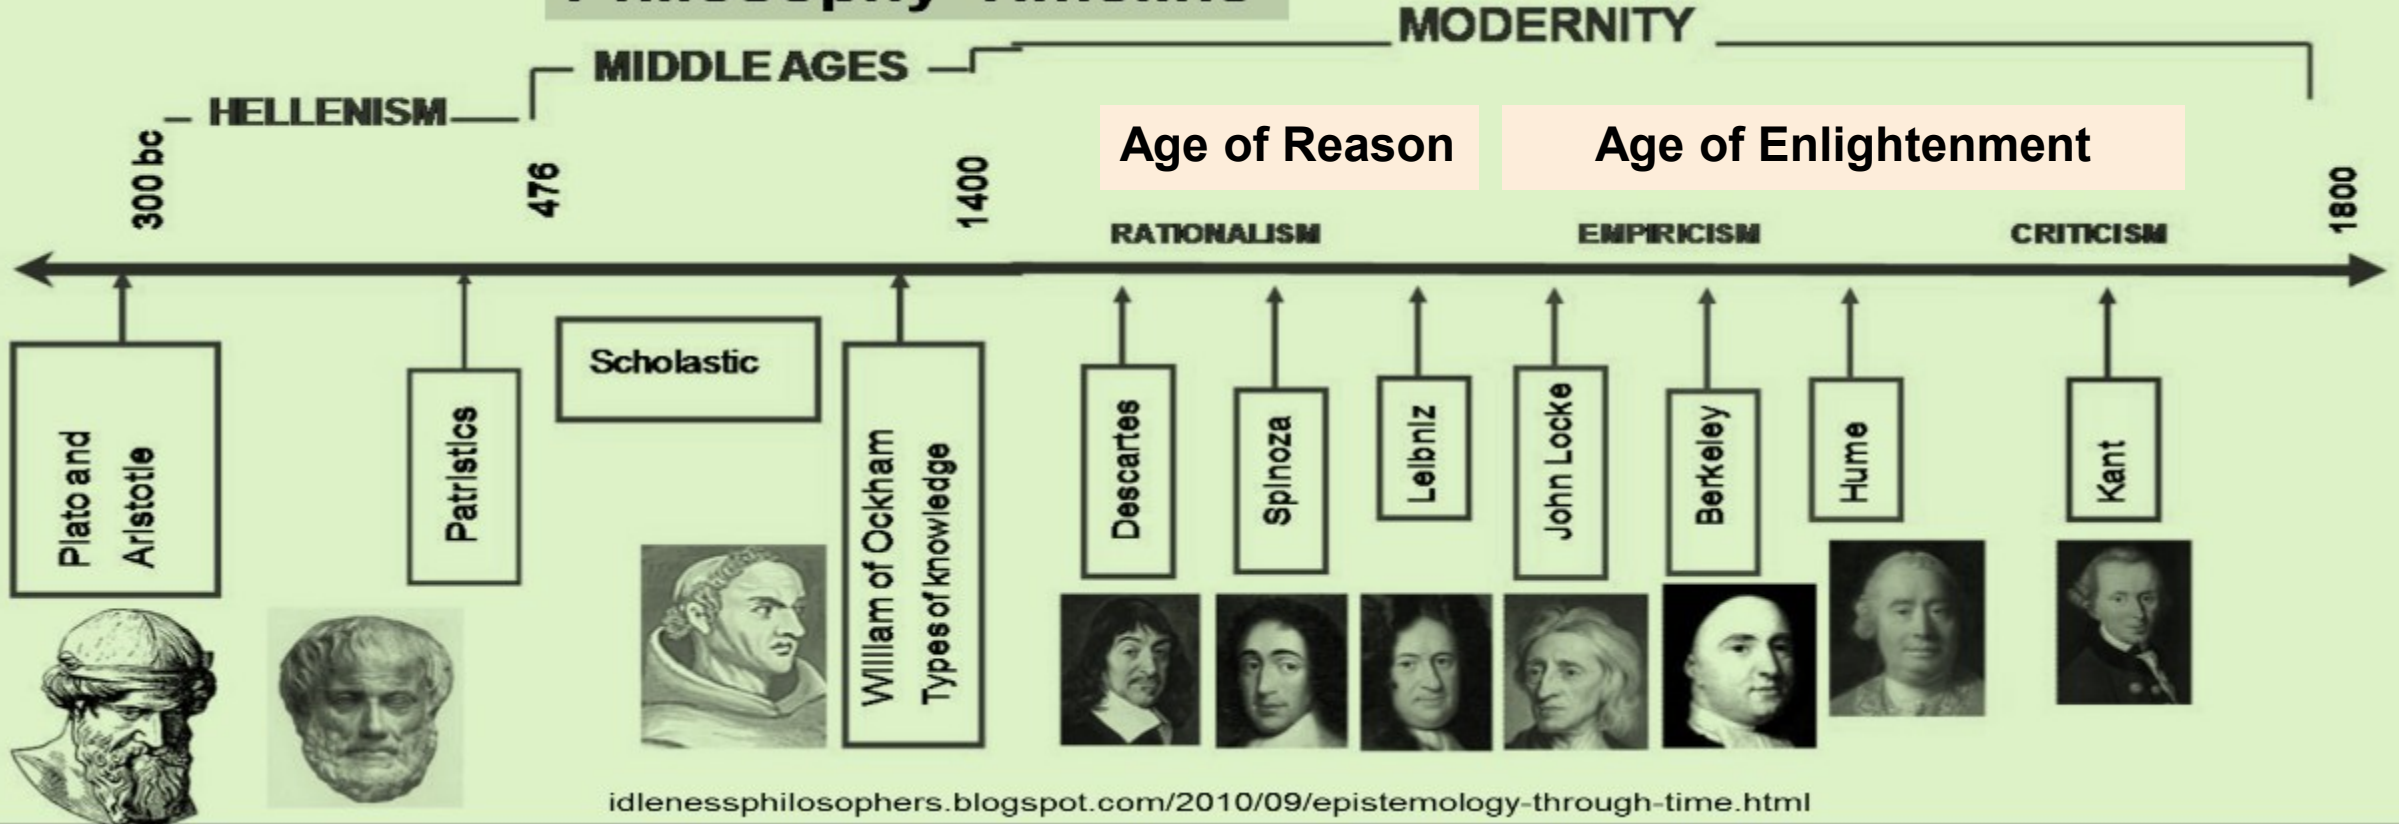 Philosophy Timeline
MODERNITY
MIDDLE AGES
HELLENISM
300 bc
476
1400
1800
Age of Reason
Age of Enlightenment
RATIONALISM
EMPIRICISM
CRITICISM
Plato and
Aristotle
Patristics
Scholastic
William of Ockham
Types of knowledge
Descartes
Spinoza
Leibniz
John Locke
Berkeley
Hume
Kant
idlenessphilosophers.blogspot.com/2010/09/epistemology-through-time.html